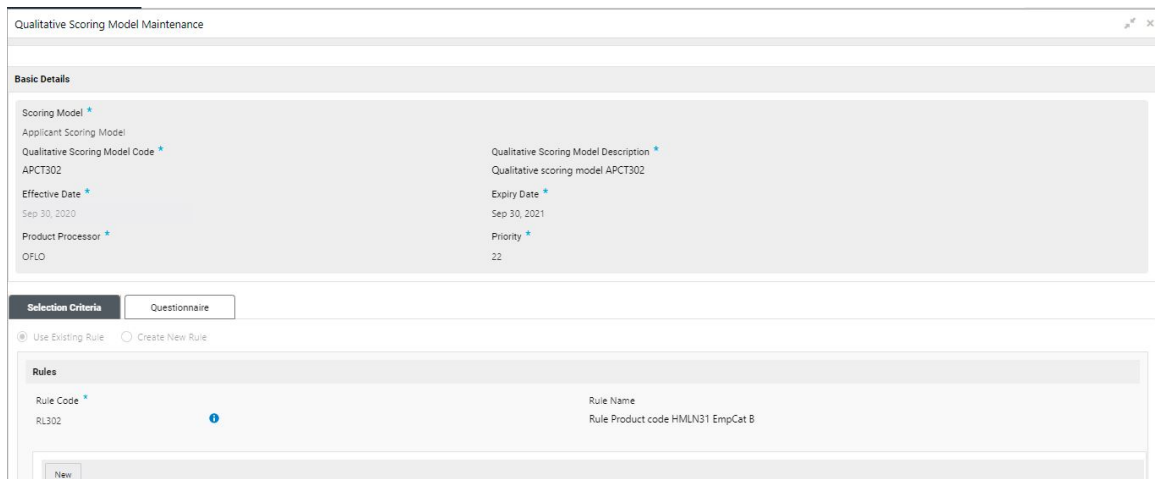 Qualitative Scoring Model Maintenance
Basic Details
Scoring Model *
Applicant Scoring Model
Qualitative Scoring Model Code * Qualitative Scoring Model Description *
APCT302 Qualitative scoring model APCT302
Effective Date * Expiry Date *
Sep 30, 2020 Sep 30, 2021
Product Processor * Priority *
OFLO 22
Selection Criteria Questionnaire
Use Existing Rule Create New Rule
Rules
Rule Code * Rule Name
RL302 Rule Product code HMLN31 EmpCat B
New